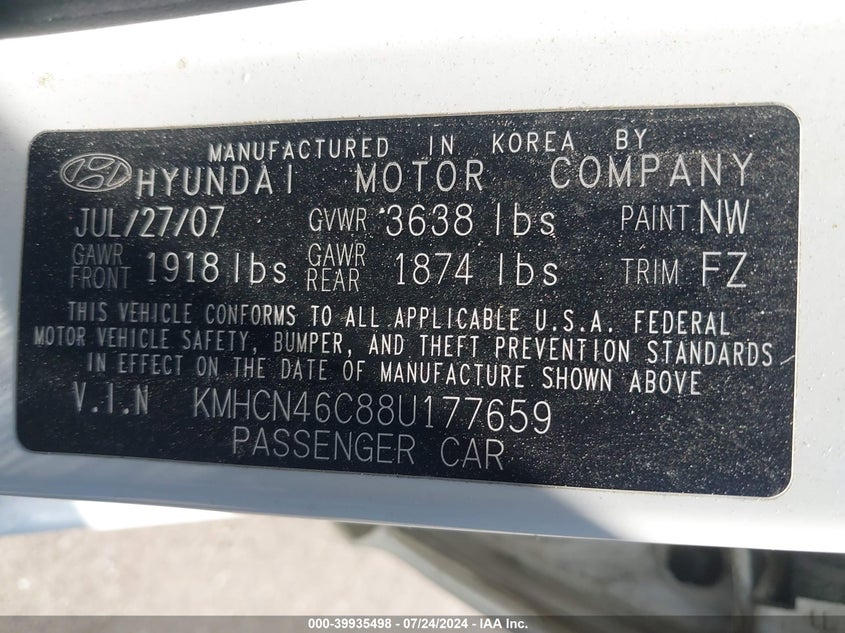 MANUFACTURED IN KOREA BY
HYUNDAI MOTOR COMPANY
JUL/27/07 GVWR 3638 lbs PAINT NW
GAWR FRONT 1918 lbs GAWR REAR 1874 lbs TRIM FZ
THIS VEHICLE CONFORMS TO ALL APPLICABLE U.S.A. FEDERAL
MOTOR VEHICLE SAFETY, BUMPER, AND THEFT PREVENTION STANDARDS
IN EFFECT ON THE DATE OF MANUFACTURE SHOWN ABOVE
V.I.N KMHCN46C88U177659
PASSENGER CAR
000-39935498 - 07/24/2024 - IAA Inc.